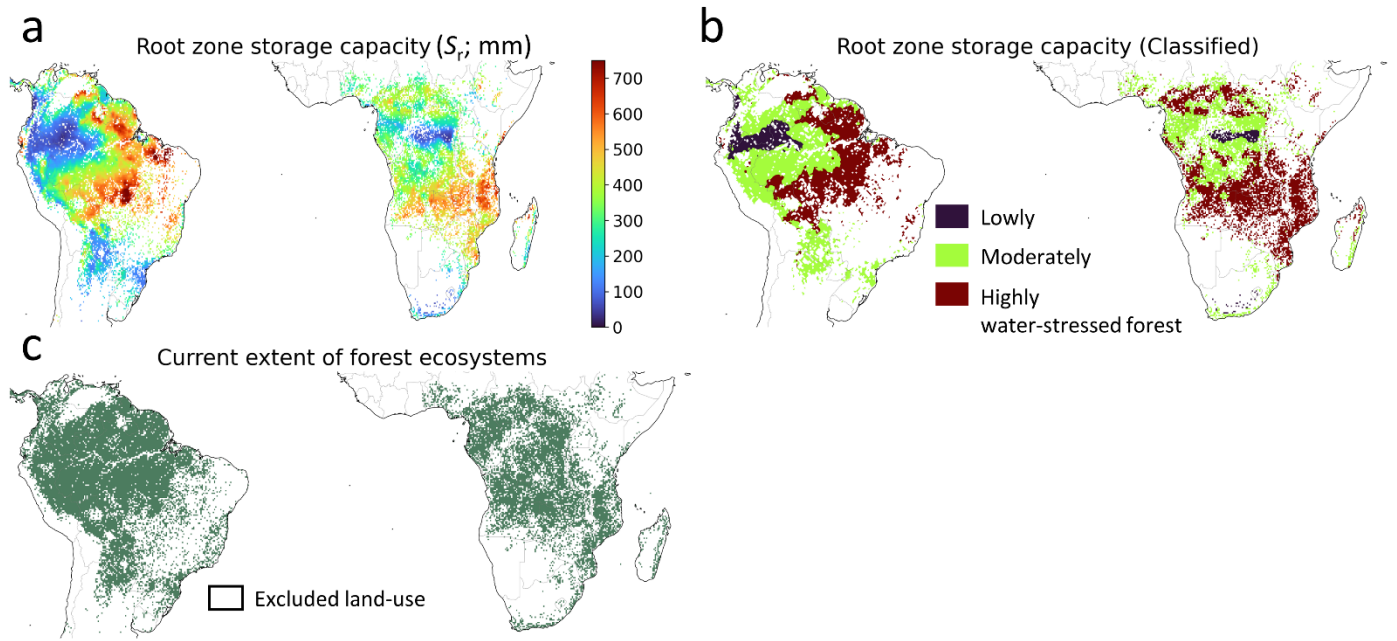 a
Root zone storage capacity (Sr; mm)
700
600
500
400
300
200
100
0
b
Root zone storage capacity (Classified)
Lowly
Moderately
Highly
water-stressed forest
c
Current extent of forest ecosystems
Excluded land-use